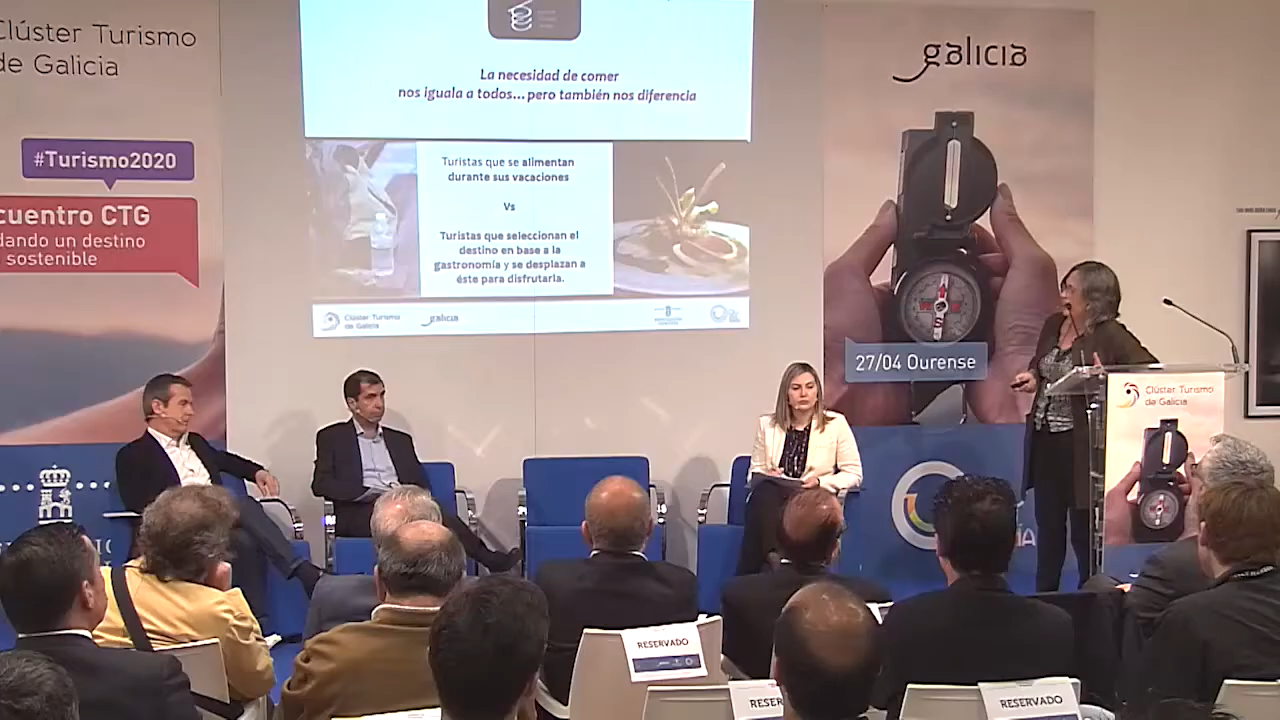 Clúster Turismo
de Galicia
#Turismo2020
cuentro CTG
dando un destino
sostenible
La necesidad de comer
nos iguala a todos...pero también nos diferencia
Turistas que se alimentan
durante sus vacaciones
Vs
Turistas que seleccionan el
destino en base a la
gastronomía y se desplazan a
éste para disfrutarla.
Clúster Turismo
de Galicia
galicia
galicia
27/04 Ourense
Clúster Turismo
de Galicia
RESERVADO
RESER
RESERVADO